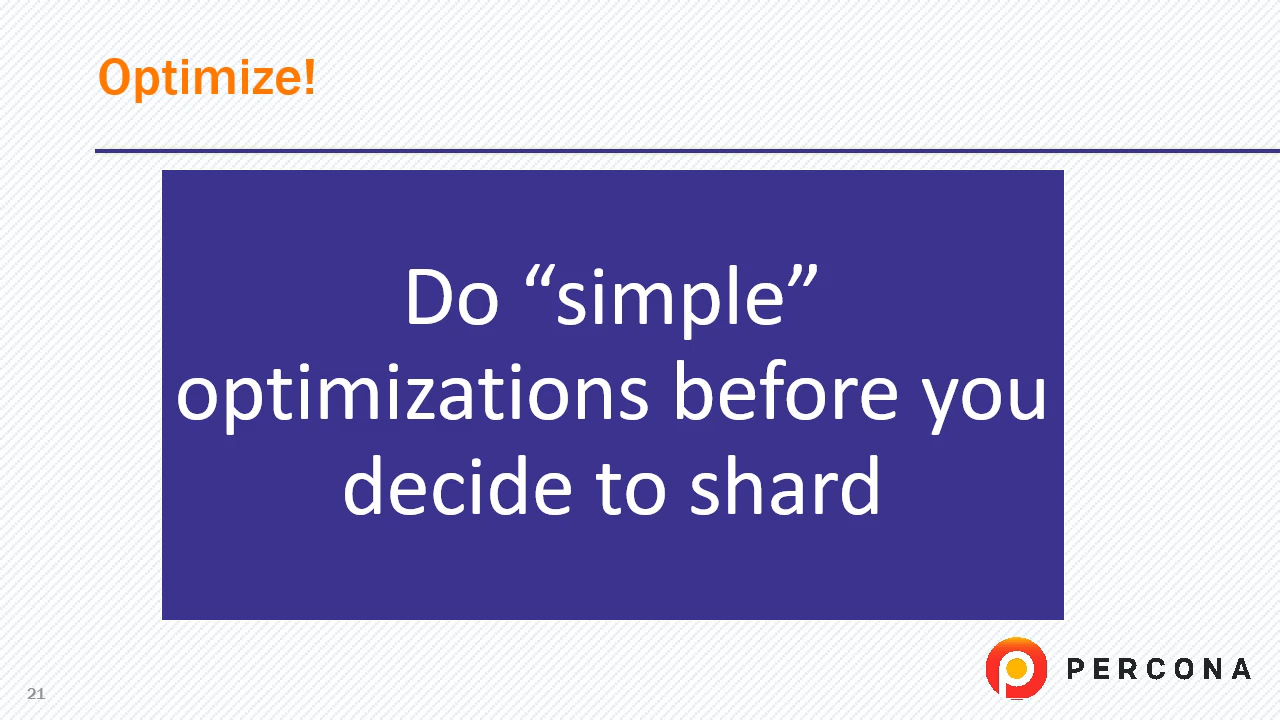 Optimize!
Do “simple”
optimizations before you
decide to shard
PERCONA
21